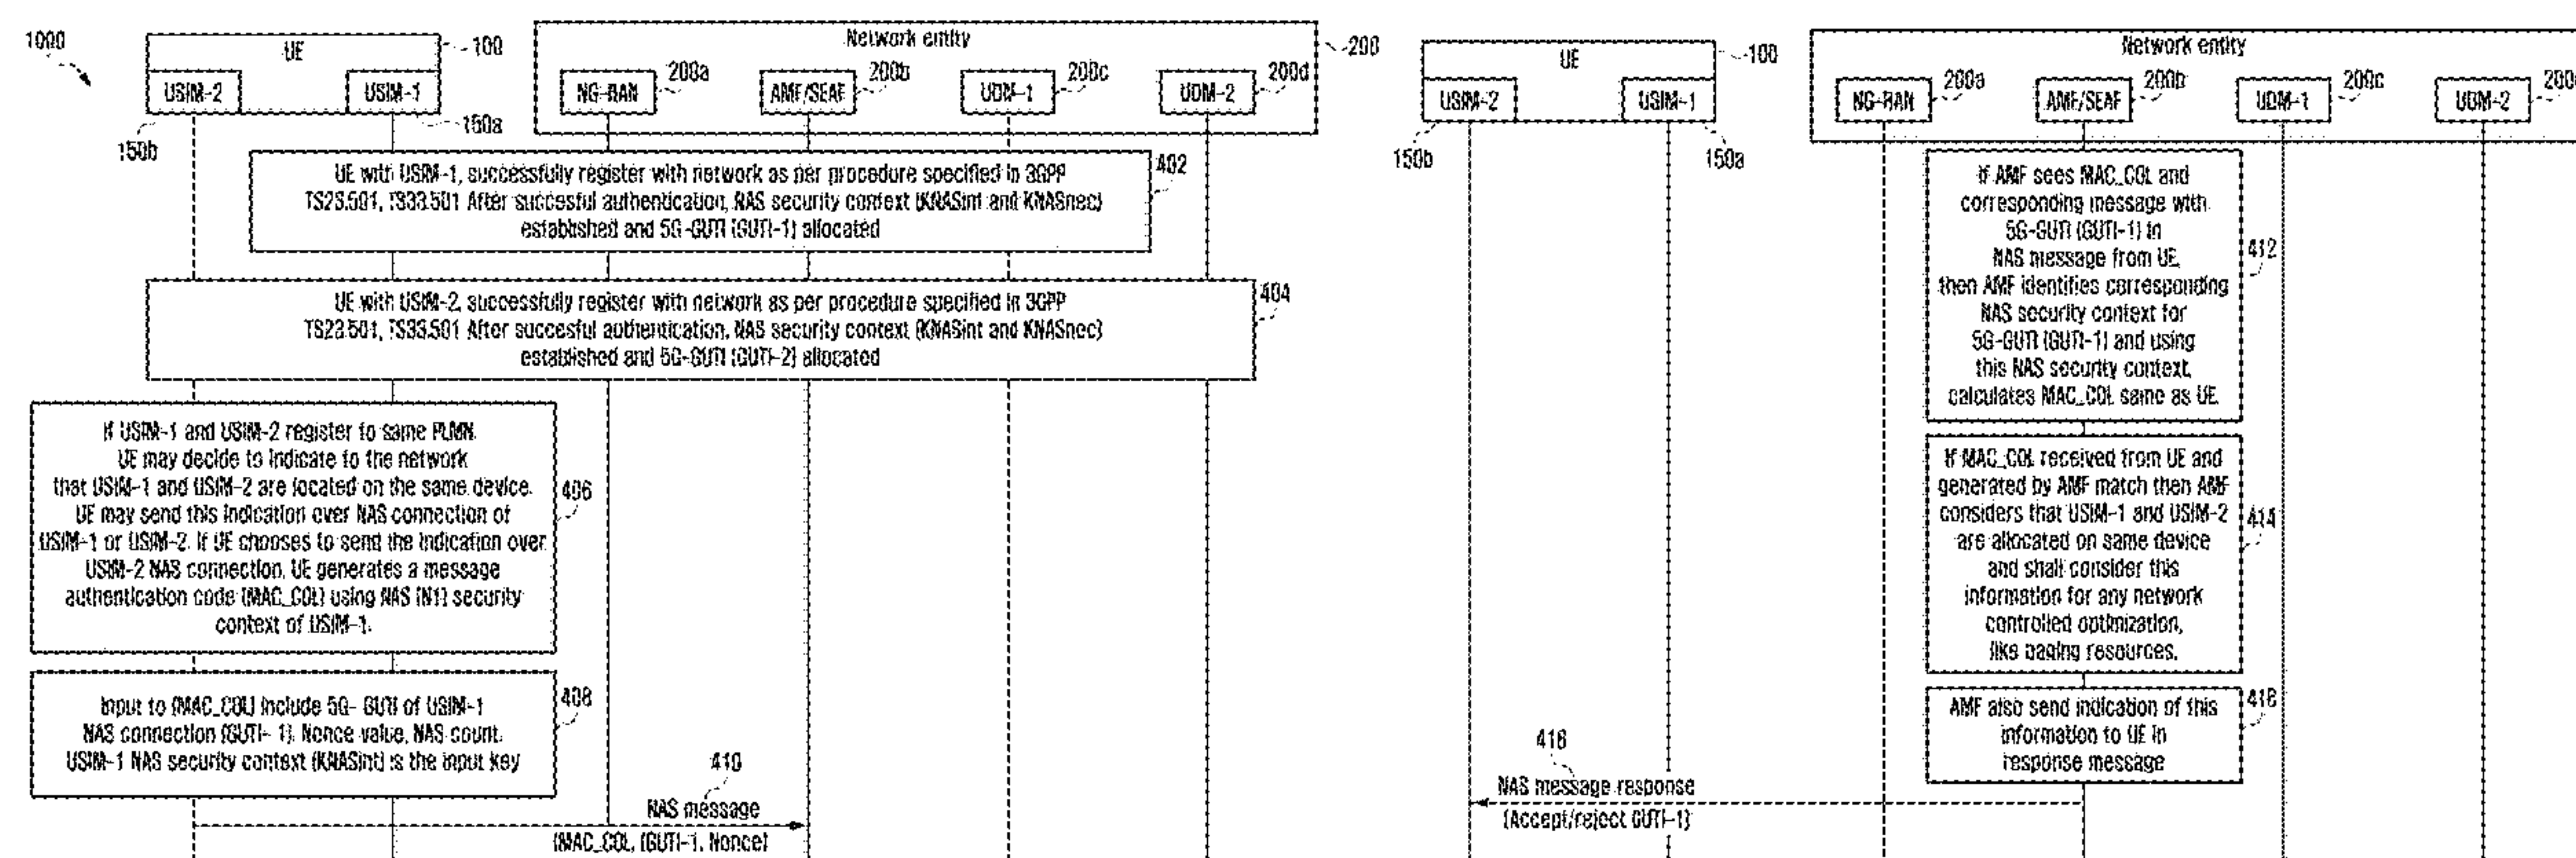 1000
UE
100
Network entity
200
USIM-2
USIM-1
NG-RAN
200a
AMF/SEAF
200b
UDM-1
200c
UDM-2
200d
150b
150a
UE with USIM-1, successfully register with network as per procedure specified in 3GPP
TS23.501, TS33.501 After succesful authentication, NAS security context (KNASint and KNASnec)
established and 5G-GUTI (GUTI-1) allocated
402
UE with USIM-2, successfully register with network as per procedure specified in 3GPP
TS23.501, TS33.501 After succesful authentication, NAS security context (KNASint and KNASnec)
established and 5G-GUTI (GUTI-2) allocated
404
If USIM-1 and USIM-2 register to same PLMN,
UE may decide to indicate to the network
that USIM-1 and USIM-2 are located on the same device.
UE may send this indication over NAS connection of
USIM-1 or USIM-2. If UE chooses to send the indication over
USIM-2 NAS connection, UE generates a message
authentication code (MAC_COL) using NAS (N1) security
context of USIM-1.
406
Input to (MAC_COL) include 5G- GUTI of USIM-1
NAS connection (GUTI- 1), Nonce value, NAS count.
USIM-1 NAS security context (KNASint) is the input key
408
410
NAS message
(MAC_COL, (GUTI-1, Nonce)
UE
100
Network entity
USIM-2
USIM-1
NG-RAN
200a
AMF/SEAF
200b
UDM-1
200c
UDM-2
150b
150a
If AMF sees MAC_COL and
corresponding message with
5G-GUTI (GUTI-1) in
NAS message from UE,
then AMF identifies corresponding
NAS security context for
5G-GUTI (GUTI-1) and using
this NAS security context,
calculates MAC_COL same as UE.
412
If MAC_COL received from UE and
generated by AMF match then AMF
considers that USIM-1 and USIM-2
are allocated on same device
and shall consider this
information for any network
controlled optimization,
like paging resources.
414
AMF also send indication of this
information to UE in
response message
416
418
NAS message response
(Accept/reject GUTI-1)